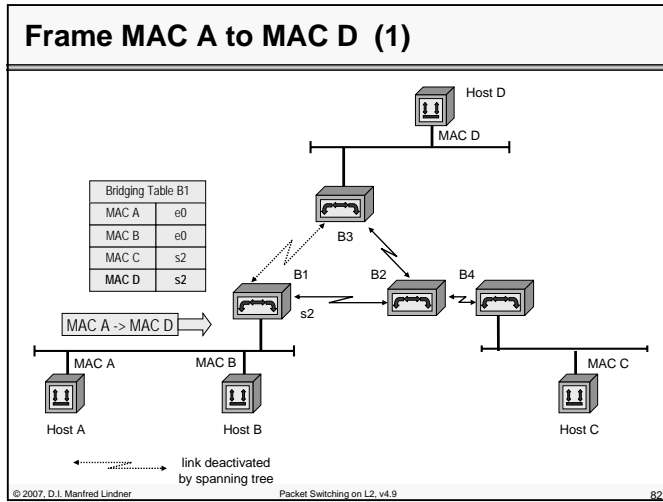 Frame MAC A to MAC D (1)
Host D
MAC D
Bridging Table B1
MAC A e0
MAC B e0
MAC C s2
MAC D s2
B3
B1
B2
B4
s2
MAC A -> MAC D
MAC A
MAC B
MAC C
Host A
Host B
Host C
link deactivated
by spanning tree
© 2007, D.I. Manfred Lindner
Packet Switching on L2, v4.9
82